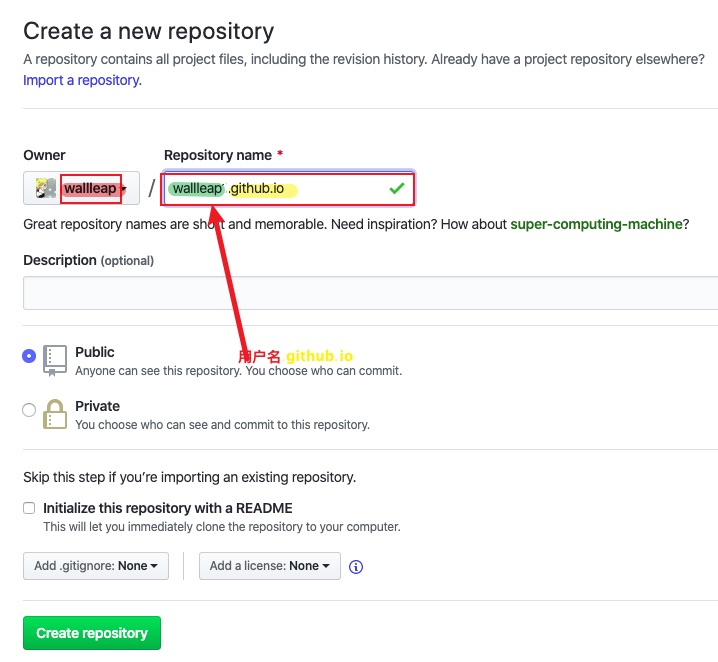 Create a new repository
A repository contains all project files, including the revision history. Already have a project repository elsewhere?
Import a repository.
Owner
Repository name *
wallleap
/
wallleap.github.io
Great repository names are short and memorable. Need inspiration? How about super-computing-machine?
Description (optional)
用户名.github.io
Public
Anyone can see this repository. You choose who can commit.
Private
You choose who can see and commit to this repository.
Skip this step if you’re importing an existing repository.
Initialize this repository with a README
This will let you immediately clone the repository to your computer.
Add .gitignore: None
Add a license: None
Create repository